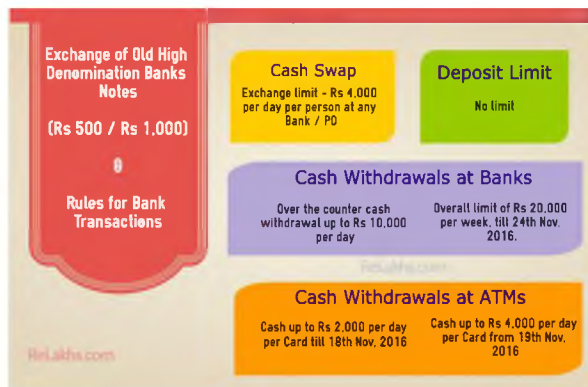 Exchange of Old High
Denomination Banks
Notes
(Rs 500 / Rs 1,000)
&
Rules for Bank
Transactions
Cash Swap
Exchange limit - Rs 4,000
per day per person at any
Bank / PO
Deposit Limit
No limit
Cash Withdrawals at Banks
Over the counter cash
withdrawal up to Rs 10,000
per day
Overall limit of Rs 20,000
per week, till 24th Nov,
2016.
ReLakhs.com
Cash Withdrawals at ATMs
Cash up to Rs 2,000 per day
per Card till 18th Nov, 2016
Cash up to Rs 4,000 per day
per Card from 19th Nov,
2016
ReLakhs.com